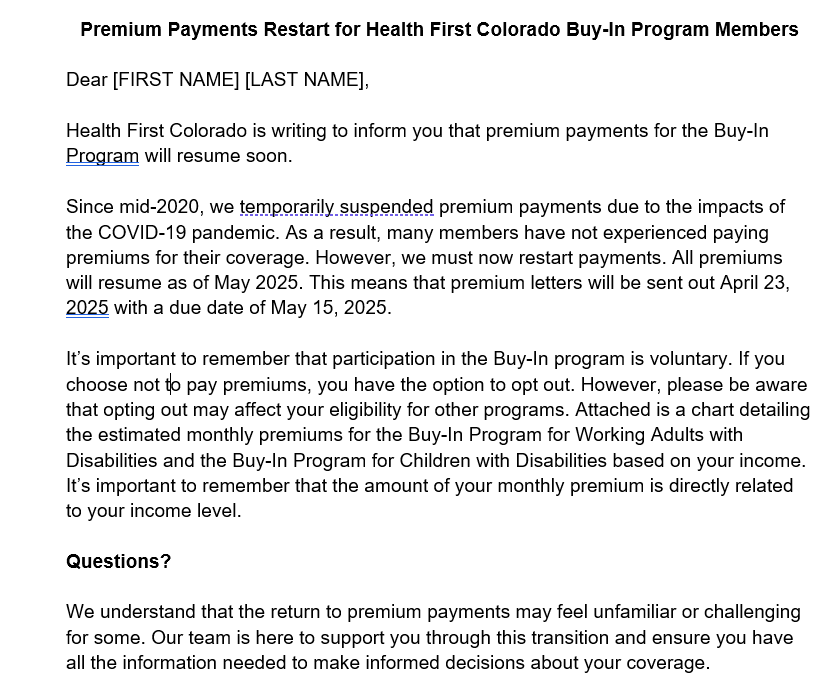 Premium Payments Restart for Health First Colorado Buy-In Program Members
Dear [FIRST NAME] [LAST NAME],
Health First Colorado is writing to inform you that premium payments for the Buy-In
Program will resume soon.
Since mid-2020, we temporarily suspended premium payments due to the impacts of
the COVID-19 pandemic. As a result, many members have not experienced paying
premiums for their coverage. However, we must now restart payments. All premiums
will resume as of May 2025. This means that premium letters will be sent out April 23,
2025 with a due date of May 15, 2025.
It’s important to remember that participation in the Buy-In program is voluntary. If you
choose not to pay premiums, you have the option to opt out. However, please be aware
that opting out may affect your eligibility for other programs. Attached is a chart detailing
the estimated monthly premiums for the Buy-In Program for Working Adults with
Disabilities and the Buy-In Program for Children with Disabilities based on your income.
It’s important to remember that the amount of your monthly premium is directly related
to your income level.
Questions?
We understand that the return to premium payments may feel unfamiliar or challenging
for some. Our team is here to support you through this transition and ensure you have
all the information needed to make informed decisions about your coverage.